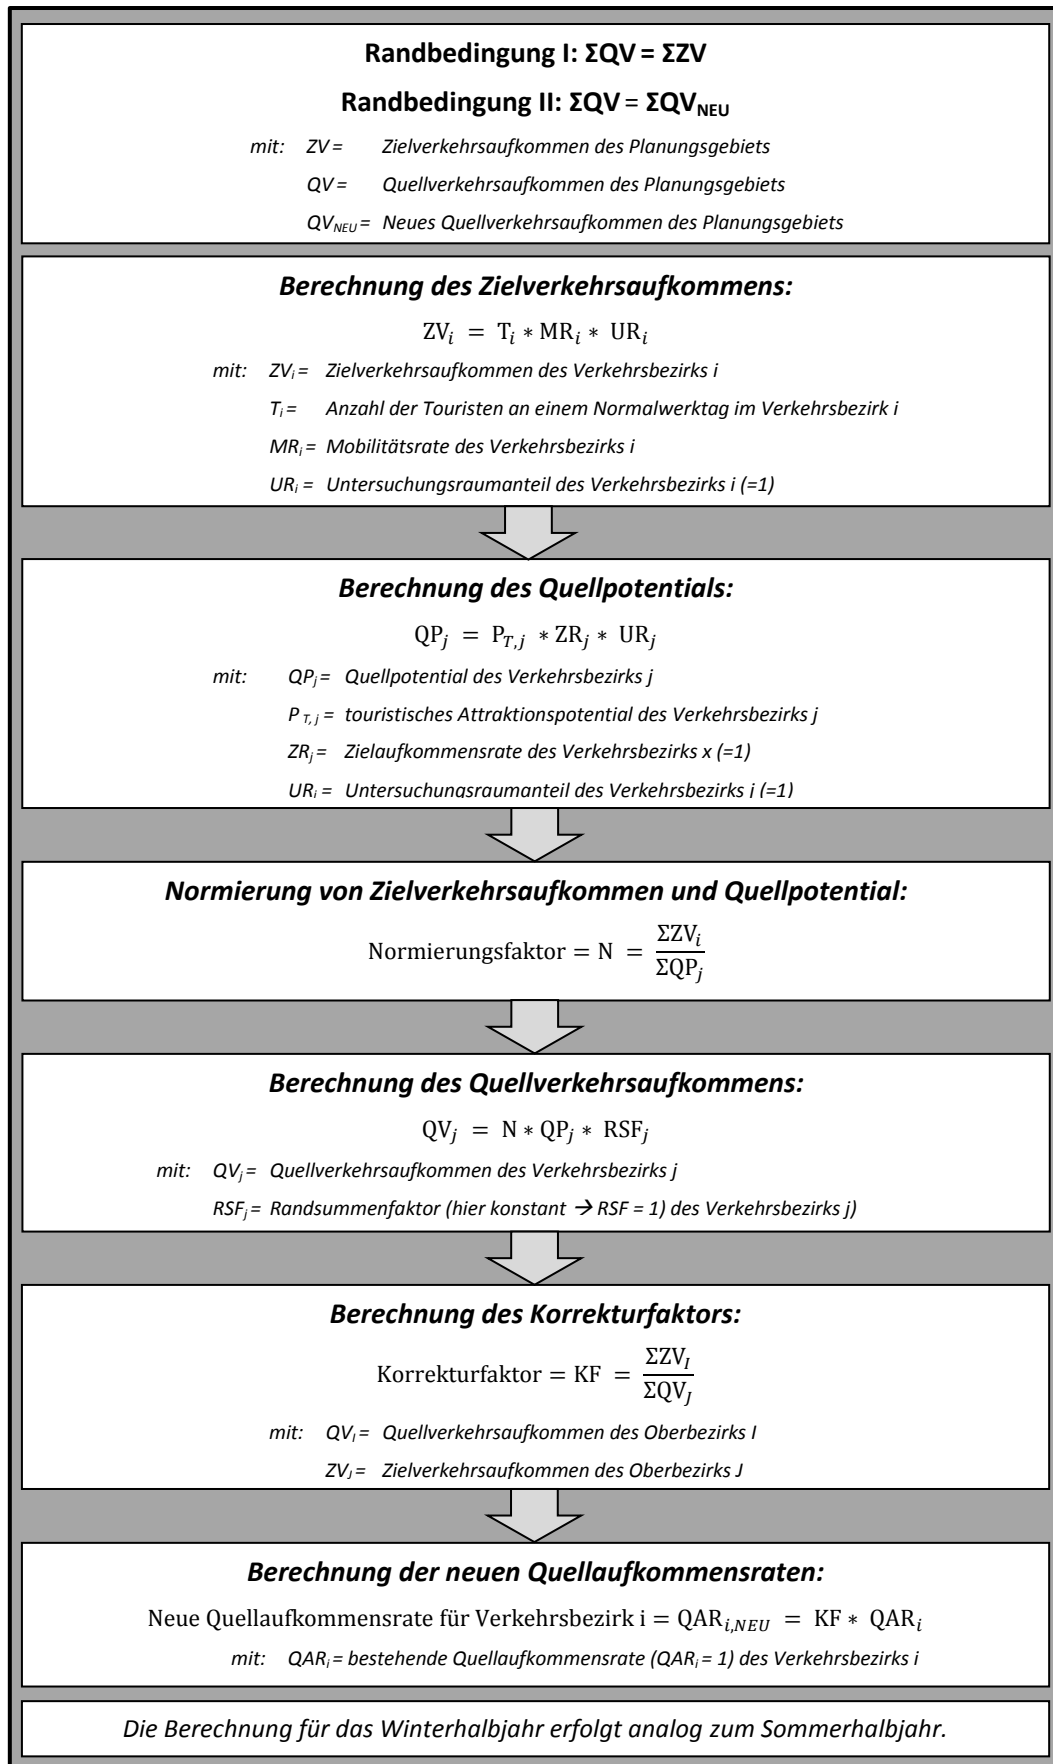 Randbedingung I: ΣQV = ΣZV
Randbedingung II: ΣQV = ΣQV_NEU
mit: ZV = Zielverkehrsaufkommen des Planungsgebiets
QV = Quellverkehrsaufkommen des Planungsgebiets
QV_NEU = Neues Quellverkehrsaufkommen des Planungsgebiets
Berechnung des Zielverkehrsaufkommens:
ZV_i = T_i ∗ MR_i ∗ UR_i
mit: ZV_i = Zielverkehrsaufkommen des Verkehrsbezirks i
T_i = Anzahl der Touristen an einem Normalwerktag im Verkehrsbezirk i
MR_i = Mobilitätsrate des Verkehrsbezirks i
UR_i = Untersuchungsraumanteil des Verkehrsbezirks i (=1)
Berechnung des Quellpotentials:
QP_j = P_T,j ∗ ZR_j ∗ UR_j
mit: QP_j = Quellpotential des Verkehrsbezirks j
P_T, j = touristisches Attraktionspotential des Verkehrsbezirks j
ZR_j = Zielaufkommensrate des Verkehrsbezirks x (=1)
UR_j = Untersuchungsraumanteil des Verkehrsbezirks j (=1)
Normierung von Zielverkehrsaufkommen und Quellpotential:
Normierungsfaktor = N = ΣZV_i / ΣQP_j
Berechnung des Quellverkehrsaufkommens:
QV_j = N ∗ QP_j ∗ RSF_j
mit: QV_j = Quellverkehrsaufkommen des Verkehrsbezirks j
RSF_j = Randsummenfaktor (hier konstant → RSF = 1) des Verkehrsbezirks j)
Berechnung des Korrekturfaktors:
Korrekturfaktor = KF = ΣZV_I / ΣQV_J
mit: QV_I = Quellverkehrsaufkommen des Oberbezirks I
ZV_J = Zielverkehrsaufkommen des Oberbezirks J
Berechnung der neuen Quellaufkommensraten:
Neue Quellaufkommensrate für Verkehrsbezirk i = QAR_i,NEU = KF ∗ QAR_i
mit: QAR_i = bestehende Quellaufkommensrate (QAR_i = 1) des Verkehrsbezirks i
Die Berechnung für das Winterhalbjahr erfolgt analog zum Sommerhalbjahr.